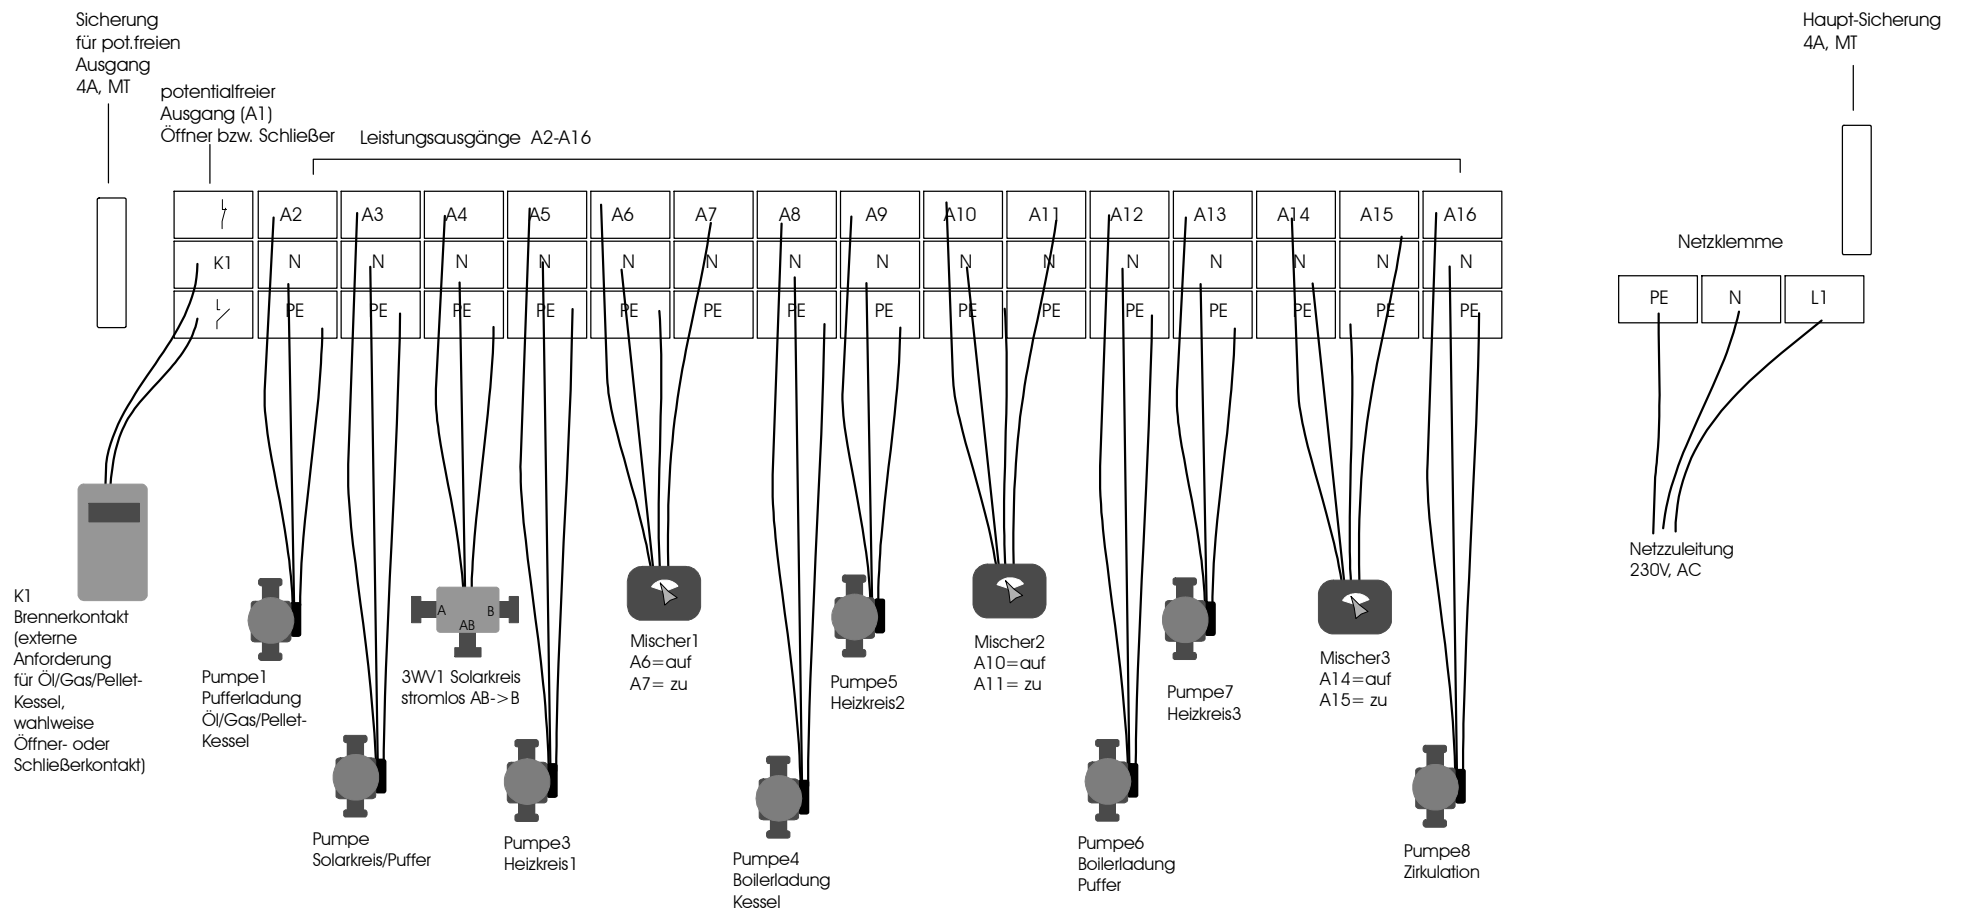 Sicherung
für pot.freien
Ausgang
4A, MT
potentialfreier
Ausgang (A1)
Öffner bzw. Schließer
Leistungsausgänge A2-A16
Haupt-Sicherung
4A, MT
A2 A3 A4 A5 A6 A7 A8 A9 A10 A11 A12 A13 A14 A15 A16
K1 N N N N N N N N N N N N N N N
PE PE PE PE PE PE PE PE PE PE PE PE PE PE PE
Netzklemme
PE N L1
Netzzuleitung
230V, AC
K1
Brennerkontakt
(externe
Anforderung
für Öl/Gas/Pellet-
Kessel,
wahlweise
Öffner- oder
Schließerkontakt)
Pumpe1
Pufferladung
Öl/Gas/Pellet-
Kessel
Pumpe
Solarkreis/Puffer
A B
AB
3WV1 Solarkreis
stromlos AB->B
Pumpe3
Heizkreis1
Mischer1
A6=auf
A7= zu
Pumpe4
Boilerladung
Kessel
Pumpe5
Heizkreis2
Mischer2
A10=auf
A11= zu
Pumpe6
Boilerladung
Puffer
Pumpe7
Heizkreis3
Mischer3
A14=auf
A15= zu
Pumpe8
Zirkulation